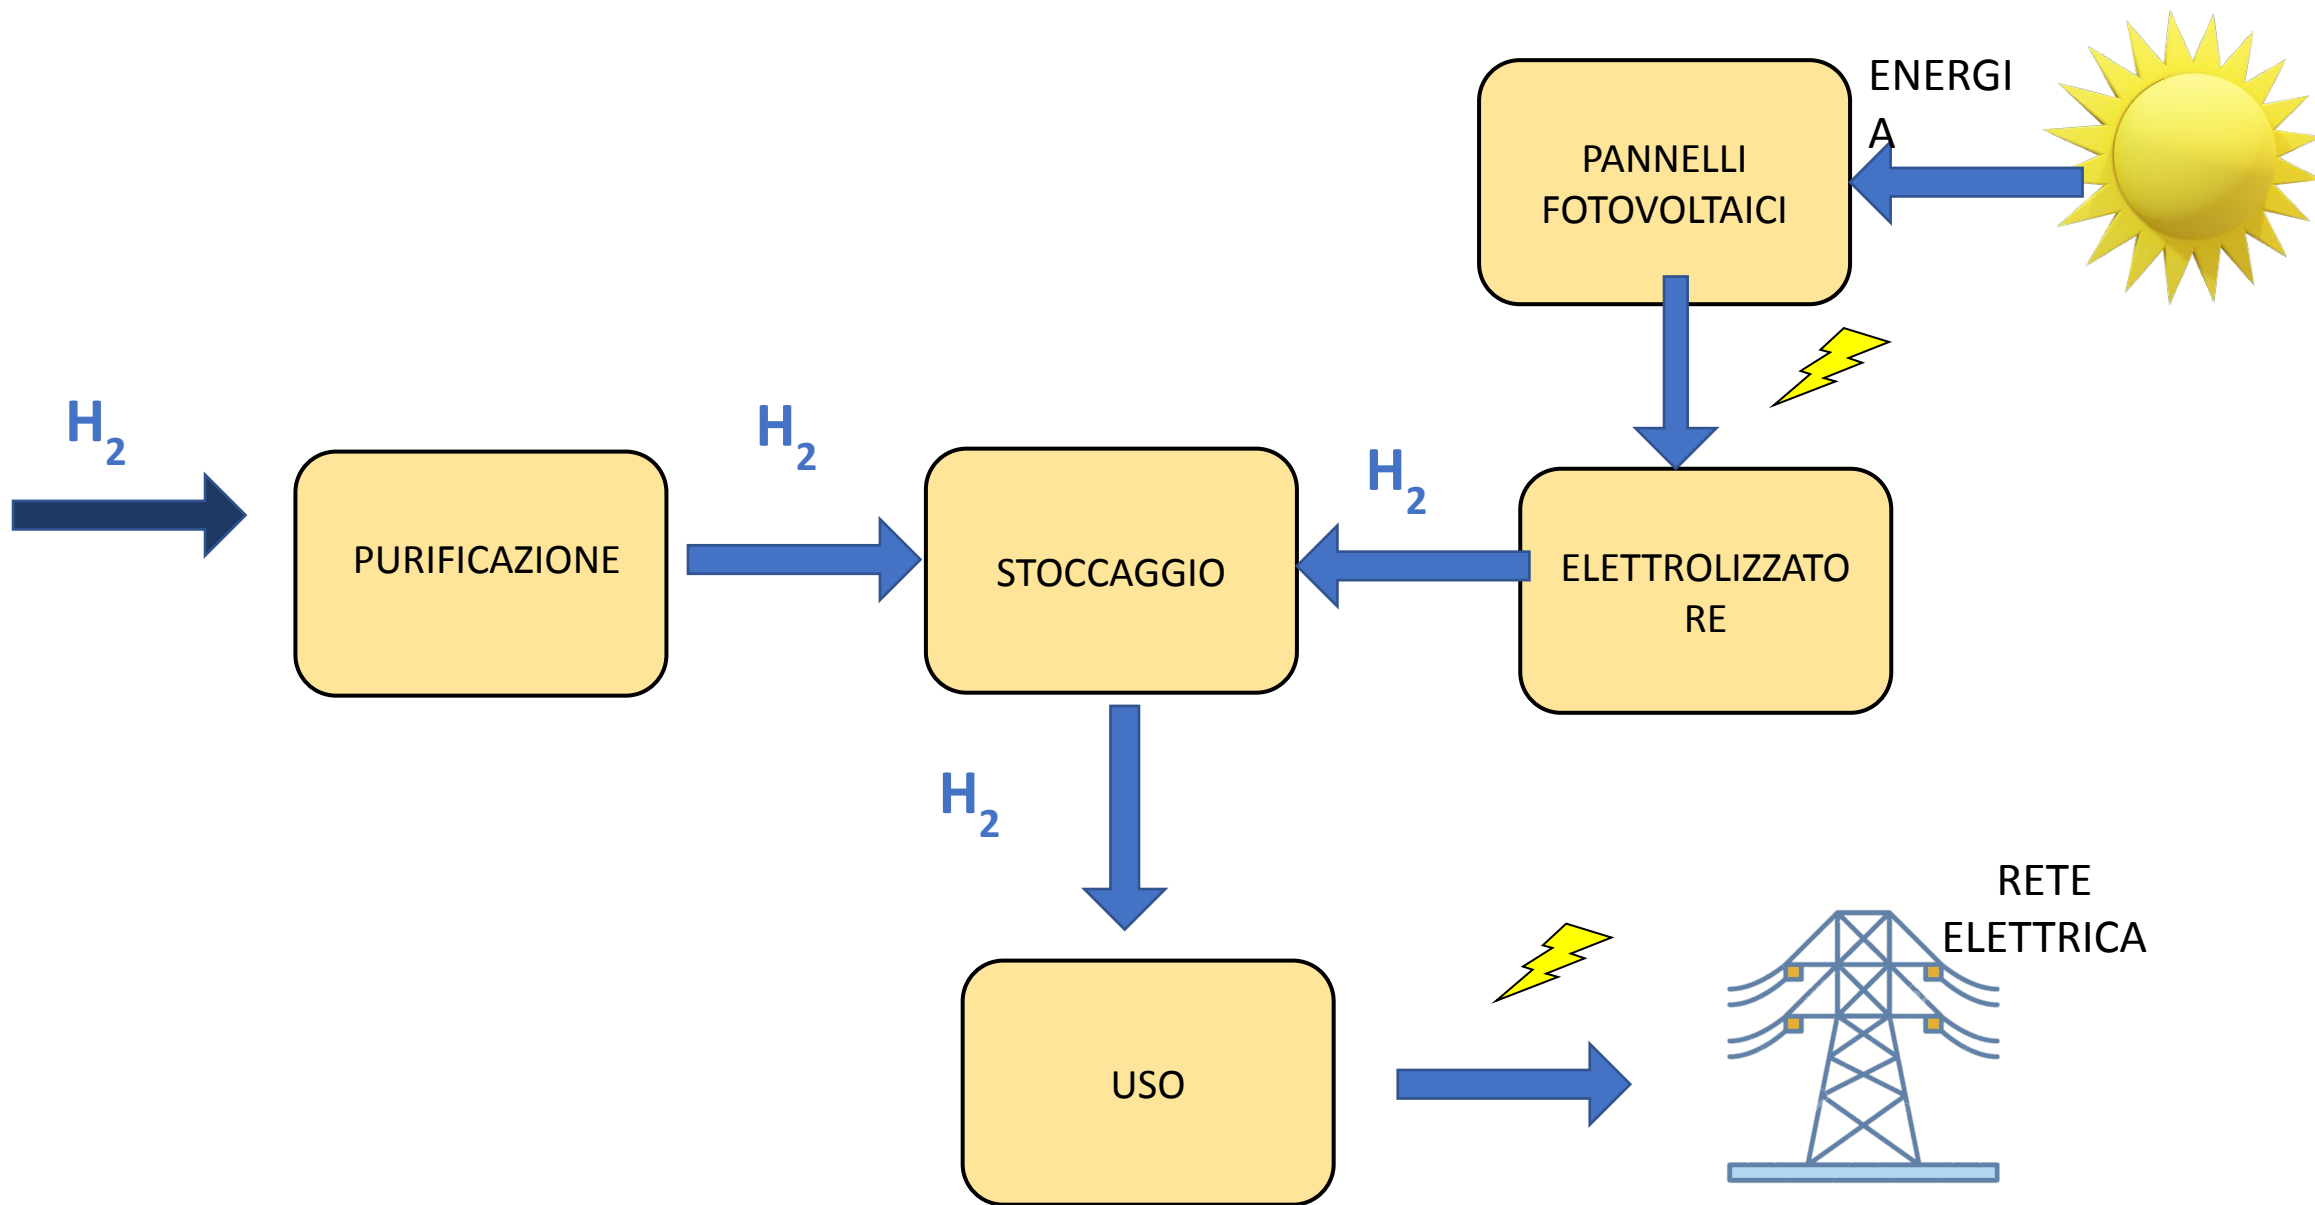 ENERGI
A
PANNELLI
FOTOVOLTAICI
H2
H2
H2
PURIFICAZIONE
STOCCAGGIO
ELETTROLIZZATO
RE
H2
RETE
ELETTRICA
USO